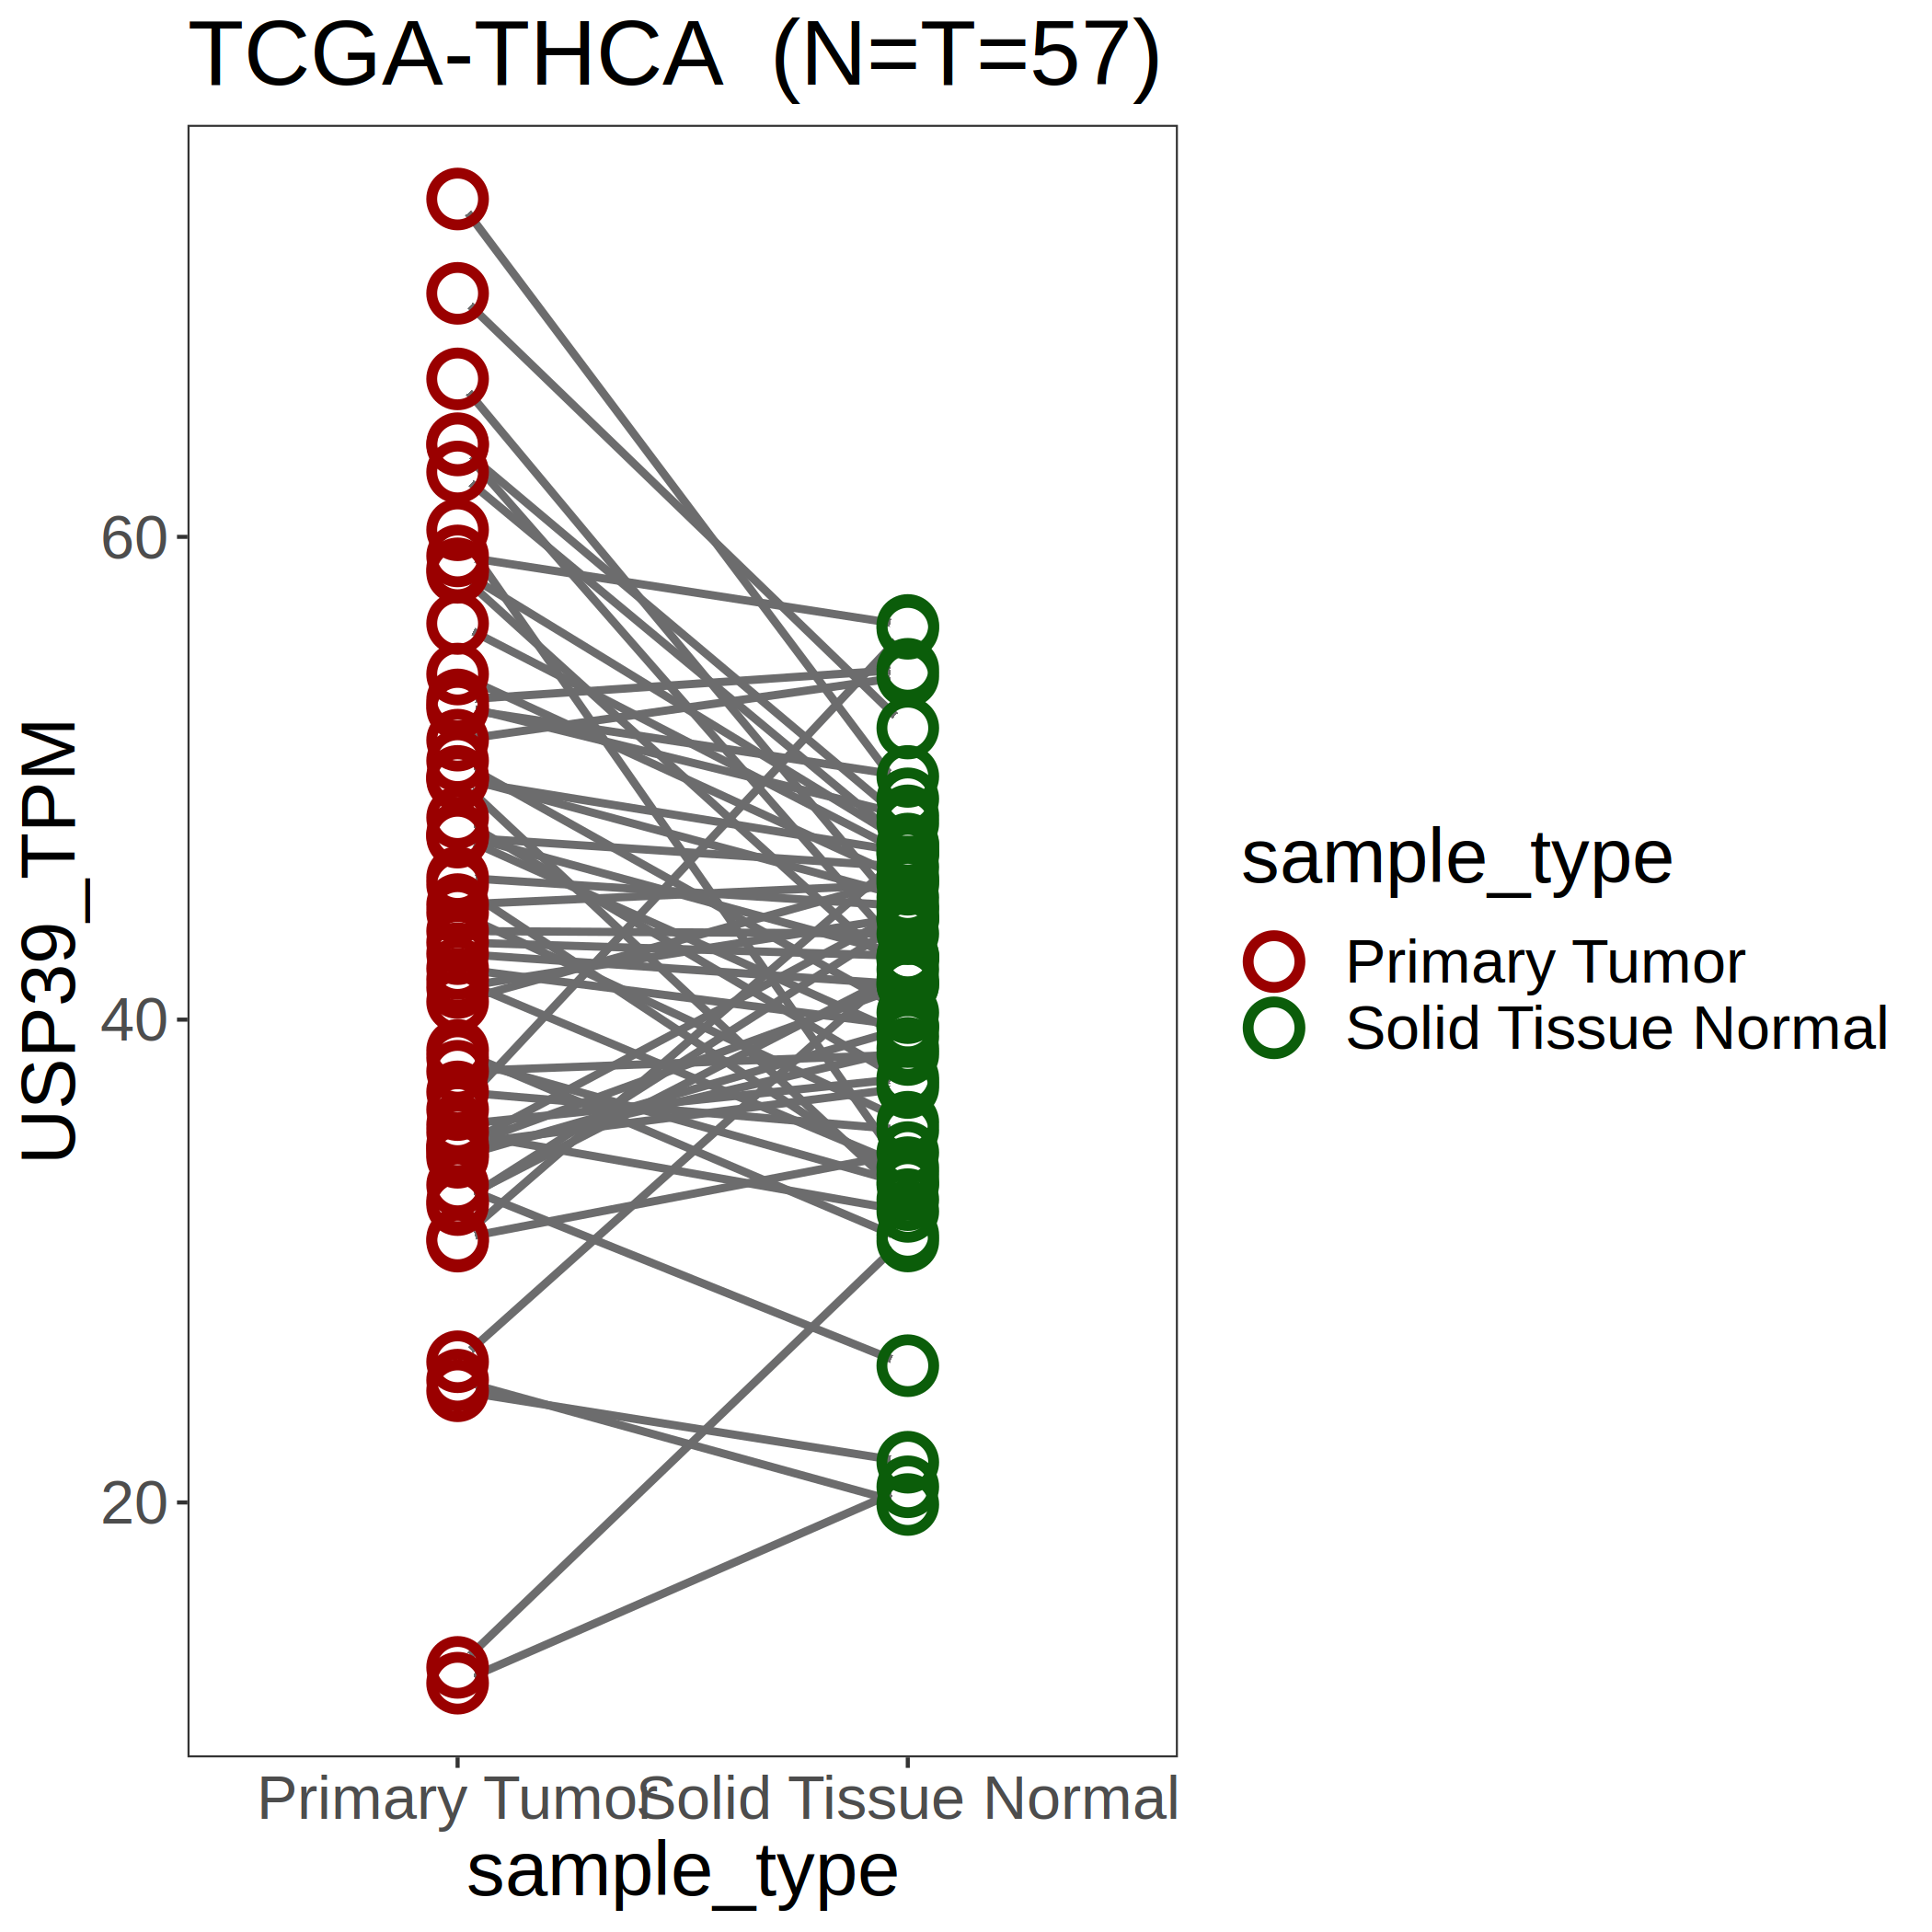 TCGA-THCA  (N=T=57)
USP39_TPM
60
40
20
Primary Tumor
Solid Tissue Normal
sample_type
sample_type
Primary Tumor
Solid Tissue Normal